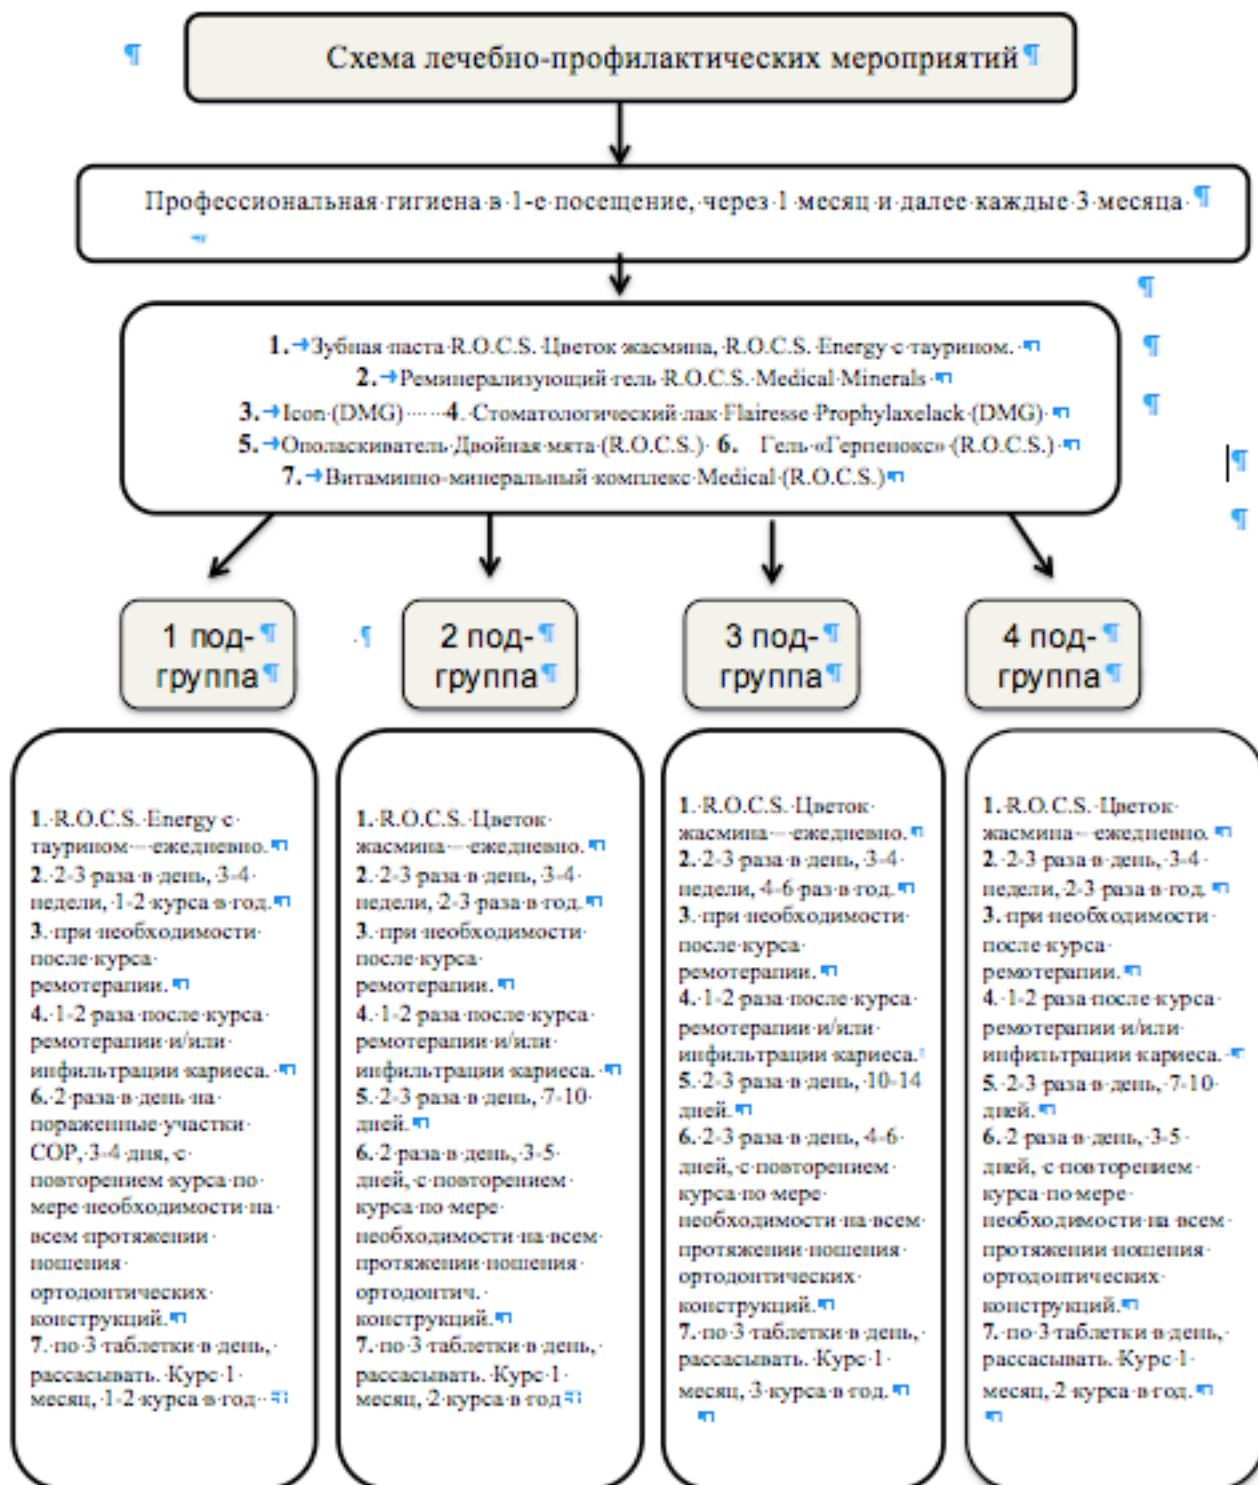 Схема лечебно-профилактических мероприятий
Профессиональная гигиена в 1-е посещение, через 1 месяц и далее каждые 3 месяца
1. Зубная паста R.O.C.S. Цветок жасмина, R.O.C.S. Energy с таурином.
2. Реминерализующий гель R.O.C.S. Medical Minerals
3. Icon (DMG) 4. Стоматологический лак Flairesse Prophylaxelack (DMG)
5. Ополаскиватель Двойная мята (R.O.C.S.) 6. Гель «Герпенокс» (R.O.C.S.)
7. Витаминно-минеральный комплекс Medical (R.O.C.S.)
1 под-
группа
2 под-
группа
3 под-
группа
4 под-
группа
1. R.O.C.S. Energy с
таурином – ежедневно.
2. 2-3 раза в день, 3-4
недели, 1-2 курса в год.
3. при необходимости
после курса
ремотерапии.
4. 1-2 раза после курса
ремотерапии и/или
инфильтрации кариеса.
6. 2 раза в день на
пораженные участки
СОР, 3-4 дня, с
повторением курса по
мере необходимости на
всем протяжении
ношения
ортодонтических
конструкций.
7. по 3 таблетки в день,
рассасывать. Курс 1
месяц, 1-2 курса в год
1. R.O.C.S. Цветок
жасмина – ежедневно.
2. 2-3 раза в день, 3-4
недели, 2-3 раза в год.
3. при необходимости
после курса
ремотерапии.
4. 1-2 раза после курса
ремотерапии и/или
инфильтрации кариеса.
5. 2-3 раза в день, 7-10
дней.
6. 2 раза в день, 3-5
дней, с повторением
курса по мере
необходимости на всем
протяжении ношения
ортодонтич.
конструкций.
7. по 3 таблетки в день,
рассасывать. Курс 1
месяц, 2 курса в год
1. R.O.C.S. Цветок
жасмина – ежедневно.
2. 2-3 раза в день, 3-4
недели, 4-6 раз в год.
3. при необходимости
после курса
ремотерапии.
4. 1-2 раза после курса
ремотерапии и/или
инфильтрации кариеса.
5. 2-3 раза в день, 10-14
дней.
6. 2-3 раза в день, 4-6
дней, с повторением
курса по мере
необходимости на всем
протяжении ношения
ортодонтических
конструкций.
7. по 3 таблетки в день,
рассасывать. Курс 1
месяц, 3 курса в год.
1. R.O.C.S. Цветок
жасмина – ежедневно.
2. 2-3 раза в день, 3-4
недели, 2-3 раза в год.
3. при необходимости
после курса
ремотерапии.
4. 1-2 раза после курса
ремотерапии и/или
инфильтрации кариеса.
5. 2-3 раза в день, 7-10
дней.
6. 2 раза в день, 3-5
дней, с повторением
курса по мере
необходимости на всем
протяжении ношения
ортодонтических
конструкций.
7. по 3 таблетки в день,
рассасывать. Курс 1
месяц, 2 курса в год.